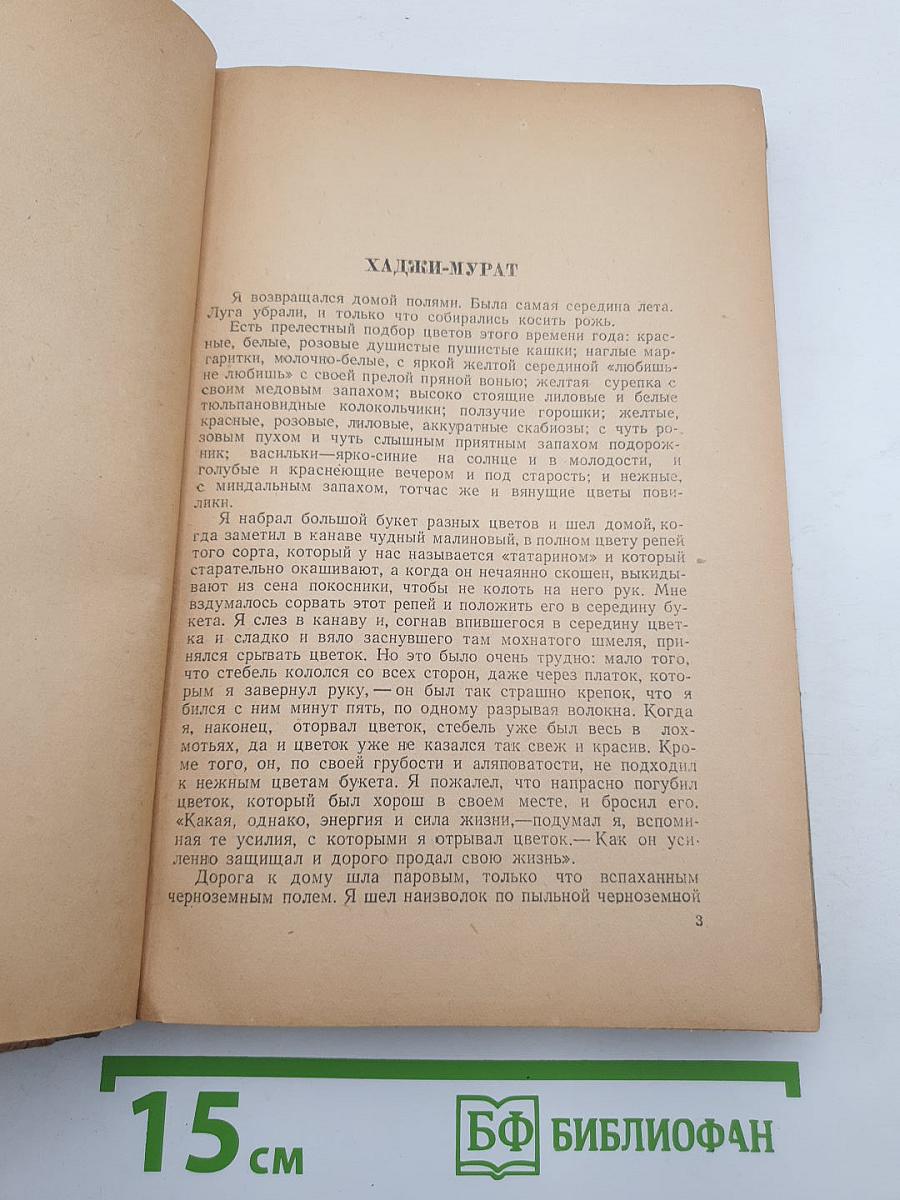 ХАДЖИ-МУРАТ
Я возвращался домой полями. Была самая середина лета.
Луга убрали, и только что собирались косить рожь.
Есть прелестный подбор цветов этого времени года: крас-
ные, белые, розовые душистые пушистые кашки; наглые мар-
гаритки, молочно-белые, с яркой желтой серединой «любишь-
не любишь» с своей прелой пряной вонью; желтая сурепка с
своим медовым запахом; высоко стоящие лиловые и белые
тюльпановидные колокольчики; ползучие горошки; желтые,
красные, розовые, лиловые, аккуратные скабиозы; с чуть ро-
зовым пухом и чуть слышным приятным запахом подорож-
ник; васильки—ярко-синие на солнце и в молодости, и
голубые и краснеющие вечером и под старость; и нежные,
с миндальным запахом, тотчас же и вянущие цветы пови-
лики.
Я набрал большой букет разных цветов и шел домой, ко-
гда заметил в канаве чудный малиновый, в полном цвету репей
того сорта, который у нас называется «татарином» и который
старательно окашивают, а когда он нечаянно скошен, выкиды-
вают из сена покосники, чтобы не колоть на него рук. Мне
вздумалось сорвать этот репей и положить его в середину бу-
кета. Я слез в канаву и, согнав впившегося в середину цвет-
ка и сладко и вяло заснувшего там мохнатого шмеля, при-
нялся срывать цветок. Но это было очень трудно: мало того,
что стебель кололся со всех сторон, даже через платок, кото-
рым я завернул руку,—он был так страшно крепок, что я
бился с ним минут пять, по одному разрывая волокна. Когда
я, наконец, оторвал цветок, стебель уже был весь в лох-
мотьях, да и цветок уже не казался так свеж и красив. Кро-
ме того, он, по своей грубости и аляповатости, не подходил
к нежным цветам букета. Я пожалел, что напрасно погубил
цветок, который был хорош в своем месте, и бросил его.
«Какая, однако, энергия и сила жизни,—подумал я, вспоми-
ная те усилия, с которыми я отрывал цветок.—Как он уси-
ленно защищал и дорого продал свою жизнь».
Дорога к дому шла паровым, только что вспаханным
черноземным полем. Я шел наизволок по пыльной черноземной
3
15 см
БФ БИБЛИОФАН